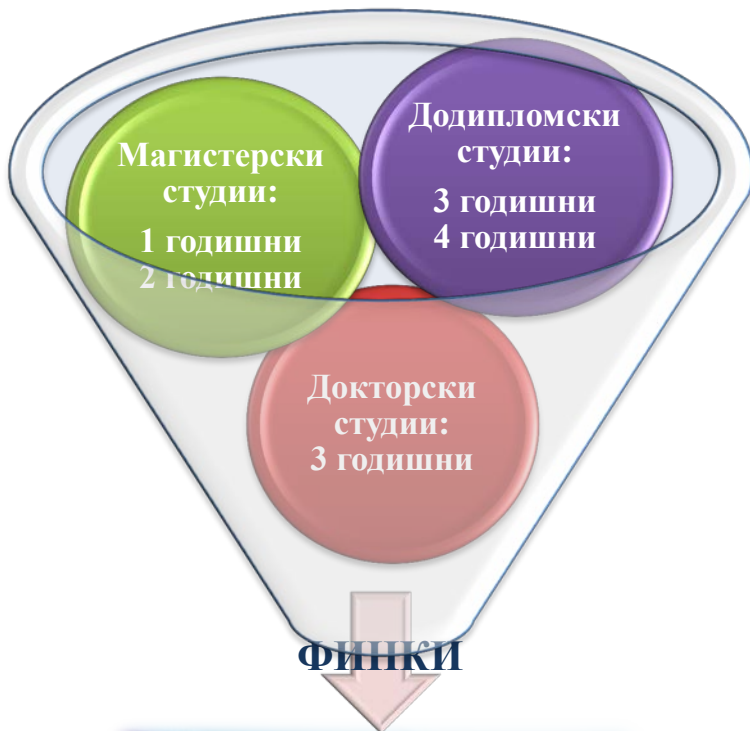 Магистерски
студии:
1 годишни
2 годишни
Додипломски
студии:
3 годишни
4 годишни
Докторски
студии:
3 годишни
ФИНКИ